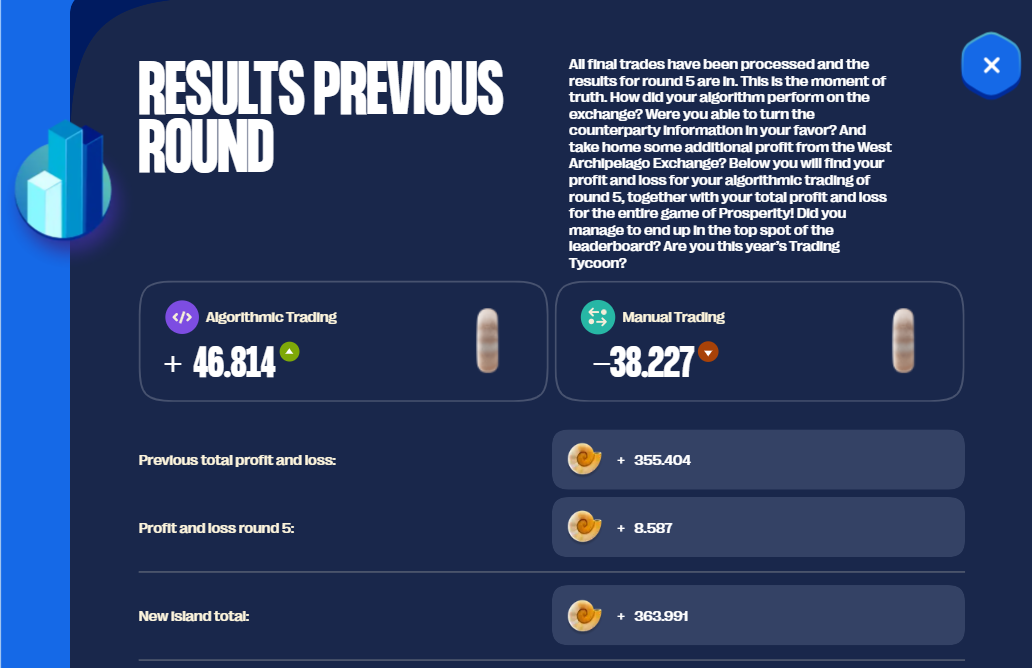 RESULTS PREVIOUS
ROUND
All final trades have been processed and the
results for round 5 are in. This is the moment of
truth. How did your algorithm perform on the
exchange? Were you able to turn the
counterparty information in your favor? And
take home some additional profit from the West
Archipelago Exchange? Below you will find your
profit and loss for your algorithmic trading of
round 5, together with your total profit and loss
for the entire game of Prosperity! Did you
manage to end up in the top spot of the
leaderboard? Are you this year's Trading
Tycoon?
Algorithmic Trading
+ 46.814
Manual Trading
–38.227
Previous total profit and loss:
+ 355.404
Profit and loss round 5:
+ 8.587
New island total:
+ 363.991